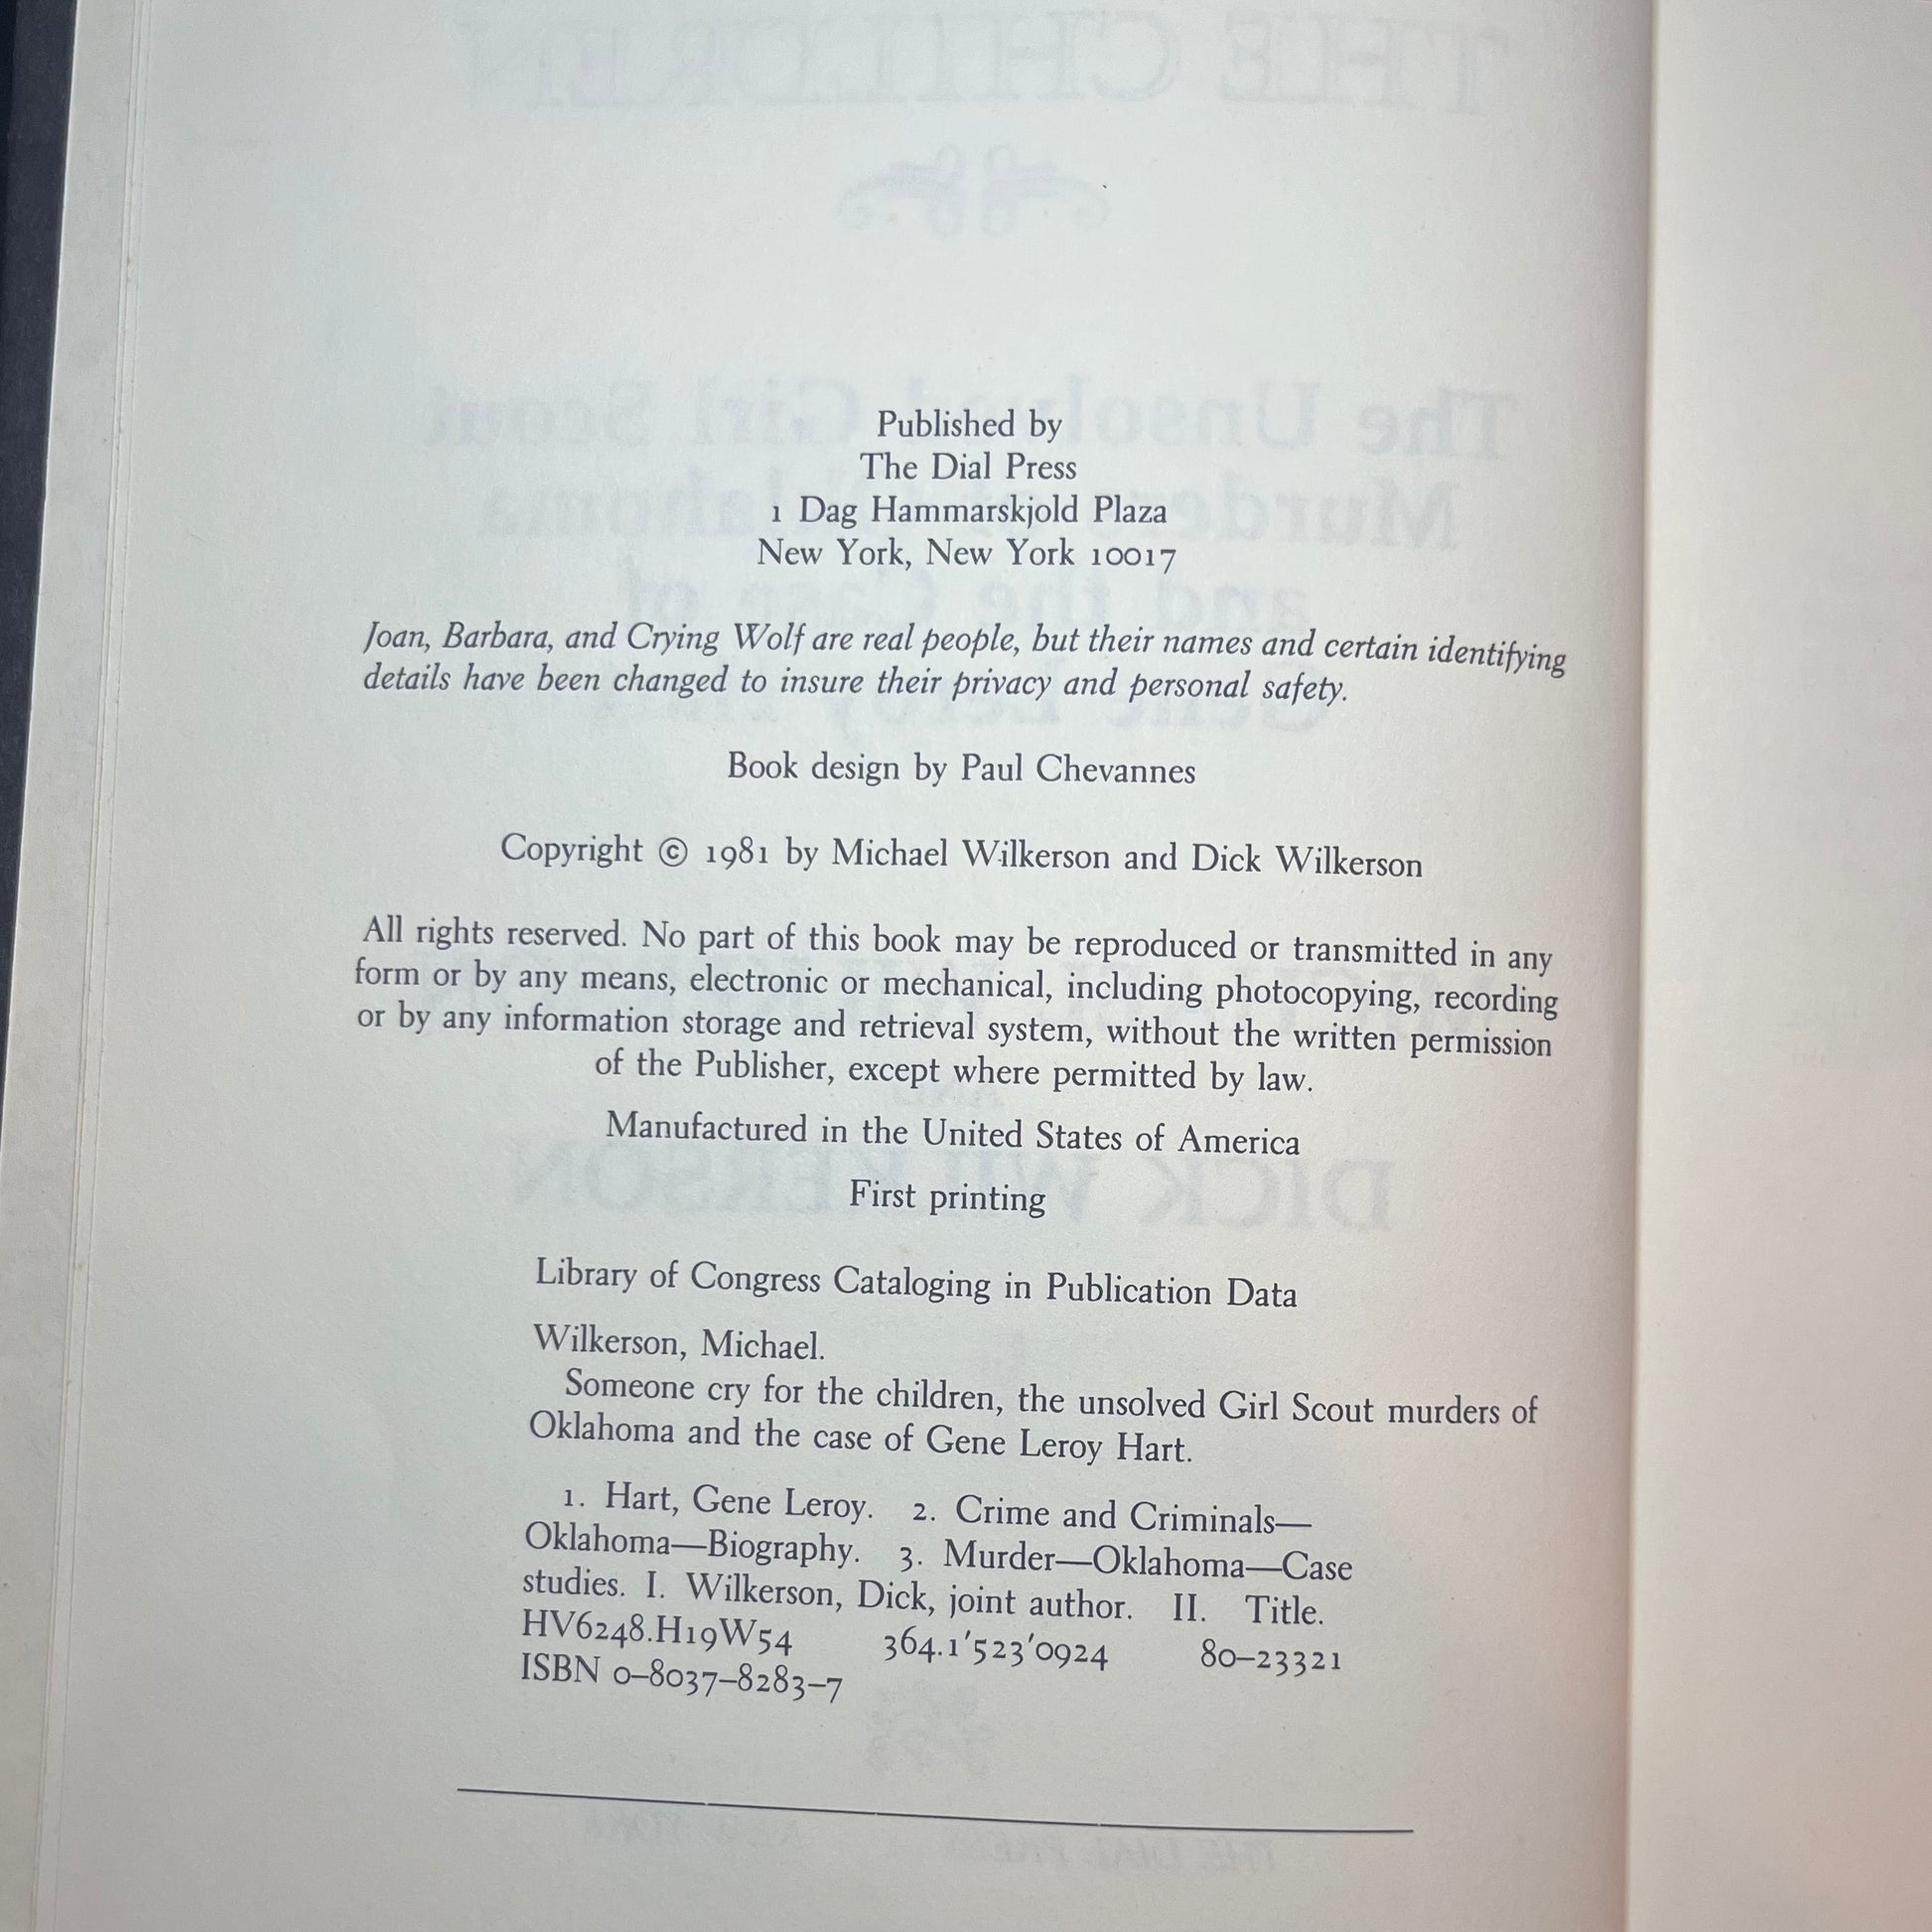 Published by
The Dial Press
1 Dag Hammarskjold Plaza
New York, New York 10017
Joan, Barbara, and Crying Wolf are real people, but their names and certain identifying
details have been changed to insure their privacy and personal safety.
Book design by Paul Chevannes
Copyright © 1981 by Michael Wilkerson and Dick Wilkerson
All rights reserved. No part of this book may be reproduced or transmitted in any
form or by any means, electronic or mechanical, including photocopying, recording
or by any information storage and retrieval system, without the written permission
of the Publisher, except where permitted by law.
Manufactured in the United States of America
First printing
Library of Congress Cataloging in Publication Data
Wilkerson, Michael.
Someone cry for the children, the unsolved Girl Scout murders of
Oklahoma and the case of Gene Leroy Hart.
1. Hart, Gene Leroy. 2. Crime and Criminals—
Oklahoma—Biography. 3. Murder—Oklahoma—Case
studies. I. Wilkerson, Dick, joint author. II. Title.
HV6248.H19W54 364.1'523'0924 80–23321
ISBN 0–8037–8283–7